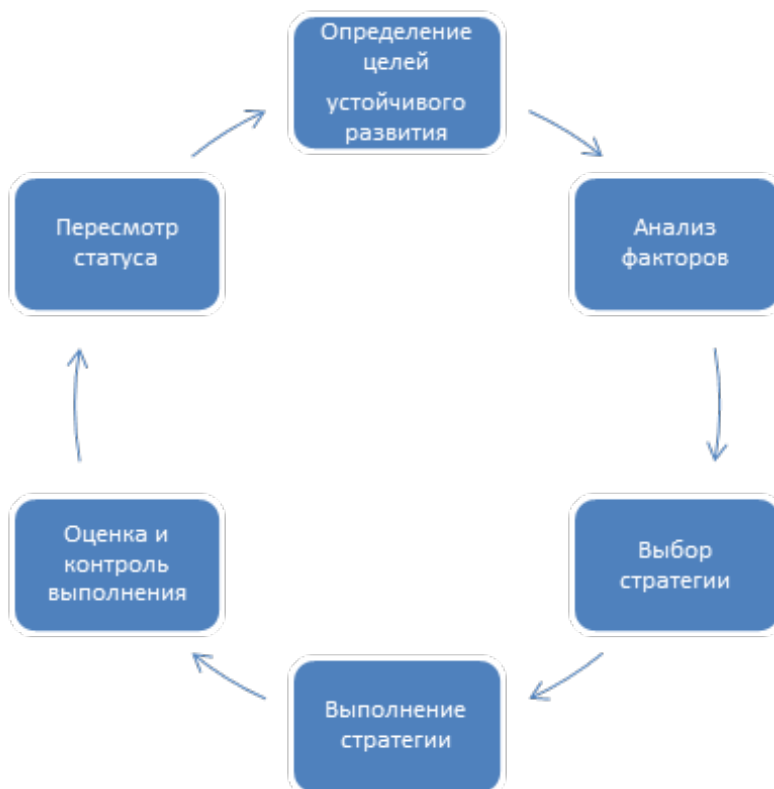 Определение
целей
устойчивого
развития
Анализ
факторов
Выбор
стратегии
Выполнение
стратегии
Оценка и
контроль
выполнения
Пересмотр
статуса